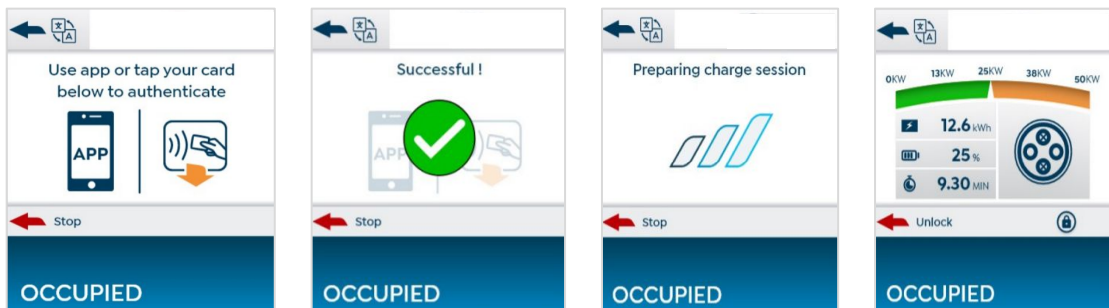 Use app or tap your card
below to authenticate
APP
Stop
OCCUPIED
Successful !
APP
Stop
OCCUPIED
Preparing charge session
Stop
OCCUPIED
0KW 13KW 25KW 38KW 50KW
12.6 kWh
25 %
9.30 MIN
Unlock
OCCUPIED